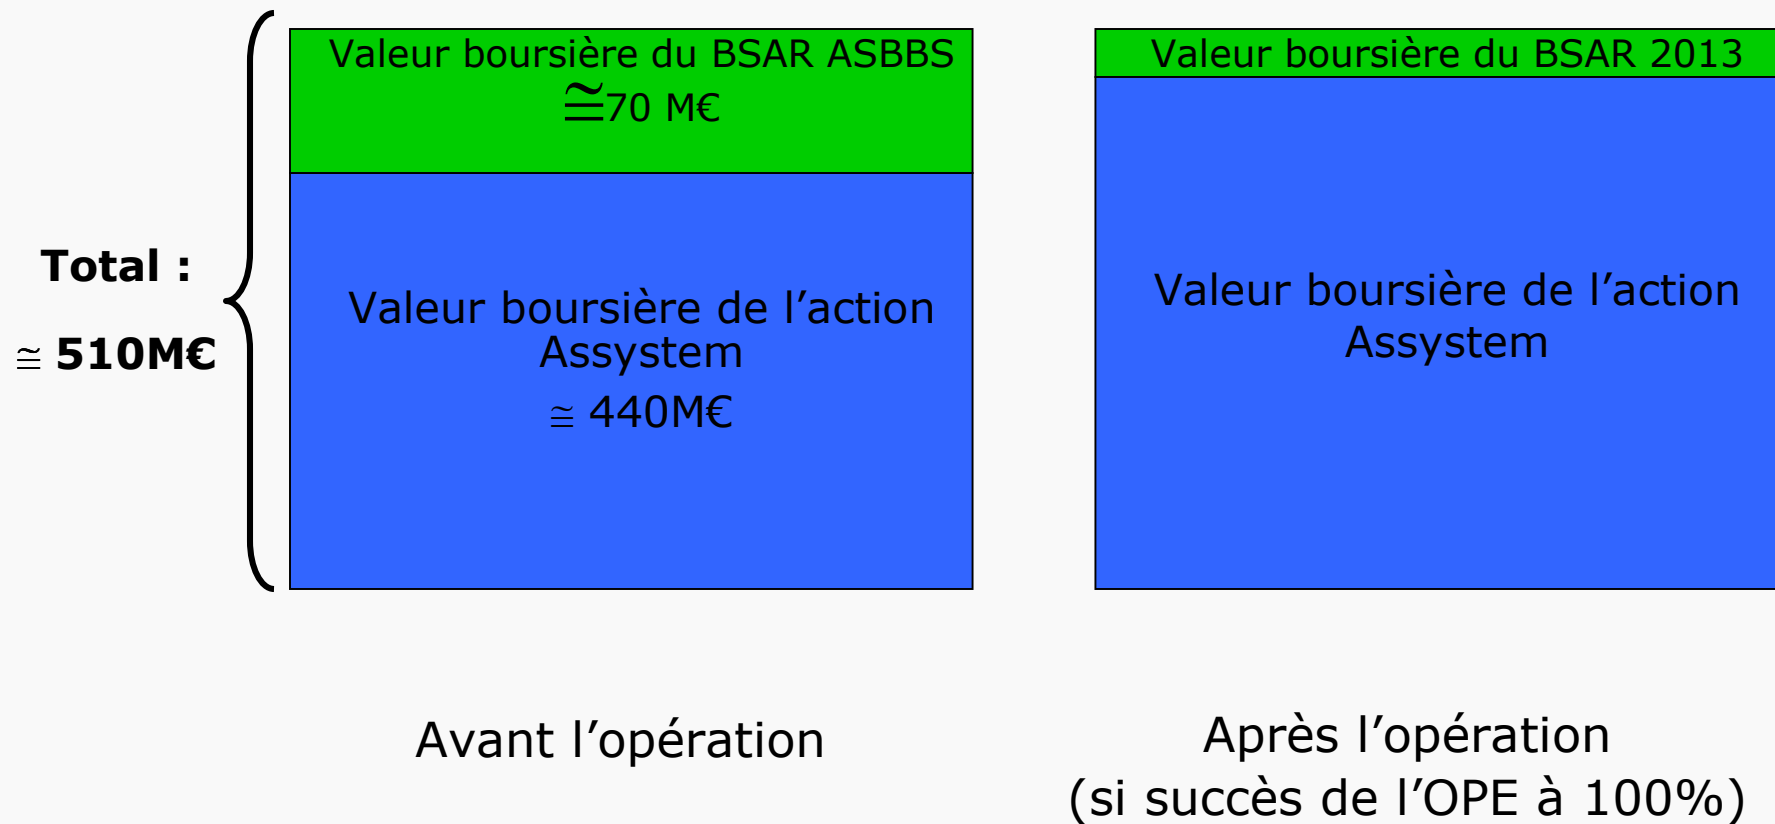 Total :
≅ 510M€
Valeur boursière du BSAR ASBBS
≅70 M€
Valeur boursière de l’action
Assystem
≅ 440M€
Avant l’opération
Valeur boursière du BSAR 2013
Valeur boursière de l’action
Assystem
Après l’opération
(si succès de l’OPE à 100%)